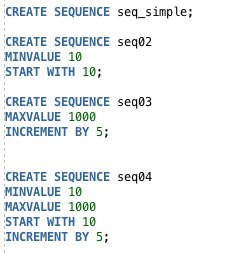 CREATE SEQUENCE seq_simple;
CREATE SEQUENCE seq02
MINVALUE 10
START WITH 10;
CREATE SEQUENCE seq03
MAXVALUE 1000
INCREMENT BY 5;
CREATE SEQUENCE seq04
MINVALUE 10
MAXVALUE 1000
START WITH 10
INCREMENT BY 5;